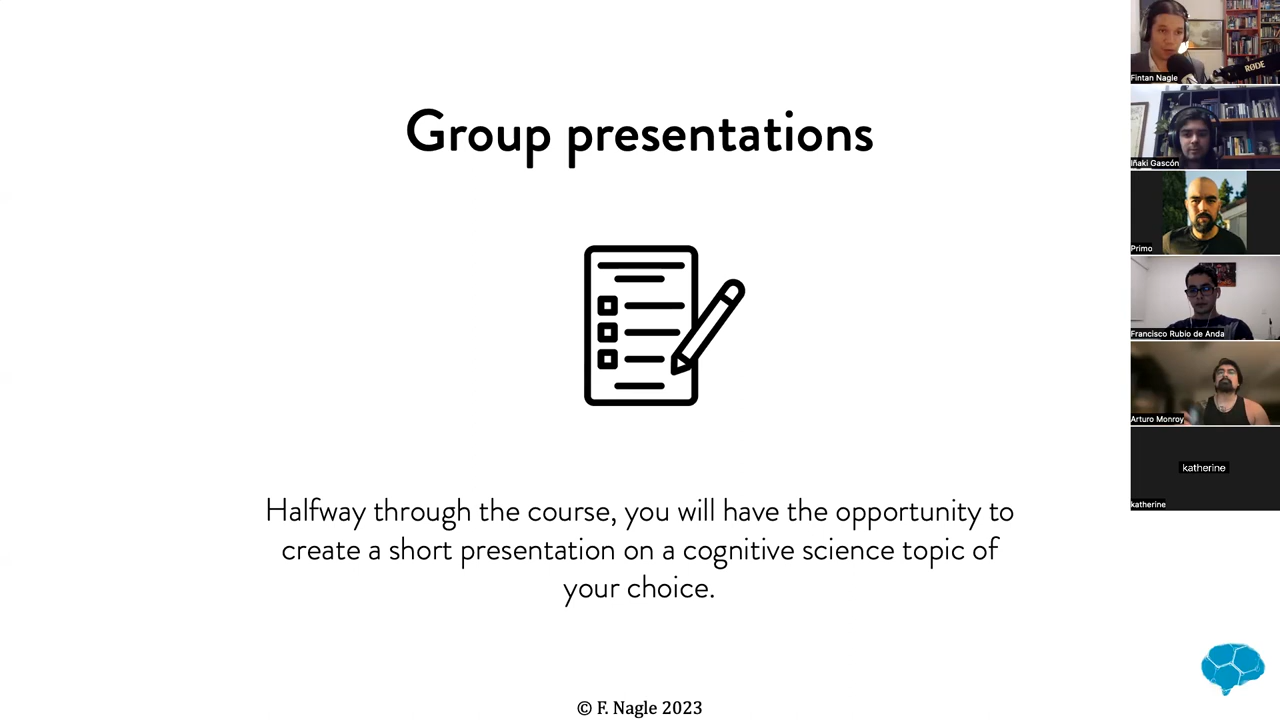 Group presentations
Halfway through the course, you will have the opportunity to
create a short presentation on a cognitive science topic of
your choice.
© F. Nagle 2023
RØDE
Fintan Nagle
Iñaki Gascón
Primo
Francisco Rubio de Anda
Arturo Monroy
katherine
katherine